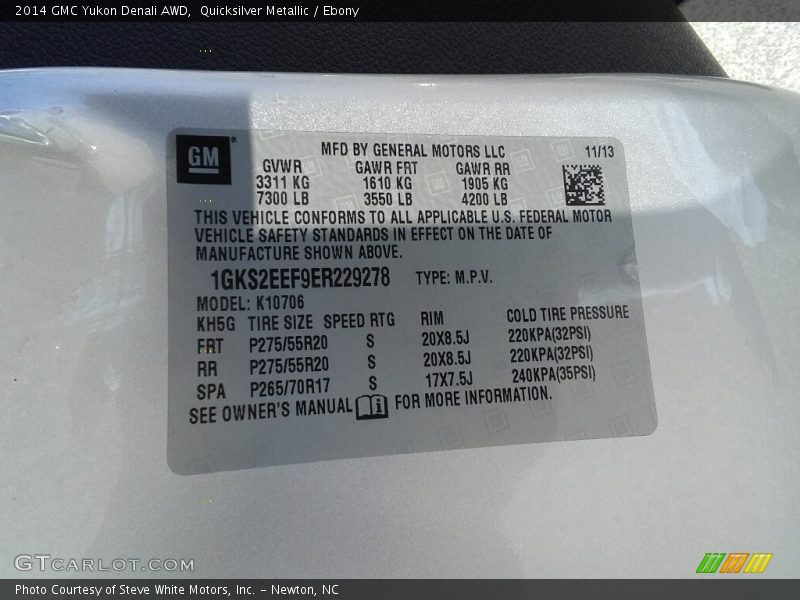 2014 GMC Yukon Denali AWD,  Quicksilver Metallic / Ebony
GM
MFD BY GENERAL MOTORS LLC 11/13
GVWR GAWR FRT GAWR RR
3311 KG 1610 KG 1905 KG
7300 LB 3550 LB 4200 LB
THIS VEHICLE CONFORMS TO ALL APPLICABLE U.S. FEDERAL MOTOR
VEHICLE SAFETY STANDARDS IN EFFECT ON THE DATE OF
MANUFACTURE SHOWN ABOVE.
1GKS2EEF9ER229278 TYPE: M.P.V.
MODEL: K10706
KH5G TIRE SIZE SPEED RTG RIM COLD TIRE PRESSURE
FRT P275/55R20 S 20X8.5J 220KPA(32PSI)
RR P275/55R20 S 20X8.5J 220KPA(32PSI)
SPA P265/70R17 S 17X7.5J 240KPA(35PSI)
SEE OWNER'S MANUAL FOR MORE INFORMATION.
GTCARLOT.COM
Photo Courtesy of Steve White Motors, Inc. – Newton, NC